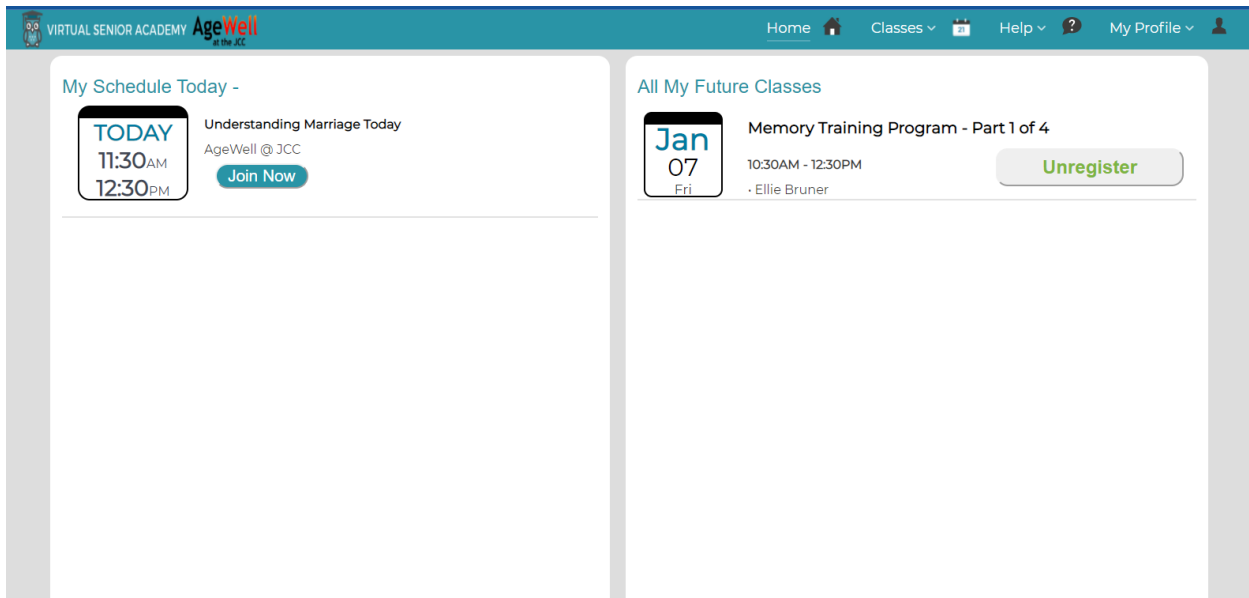 VIRTUAL SENIOR ACADEMY AgeWell
at the JCC
Home Classes 21 Help ? My Profile
My Schedule Today -
TODAY
11:30AM
12:30PM
Understanding Marriage Today
AgeWell @ JCC
Join Now
All My Future Classes
Jan
07
Fri
Memory Training Program - Part 1 of 4
10:30AM - 12:30PM
• Ellie Bruner
Unregister